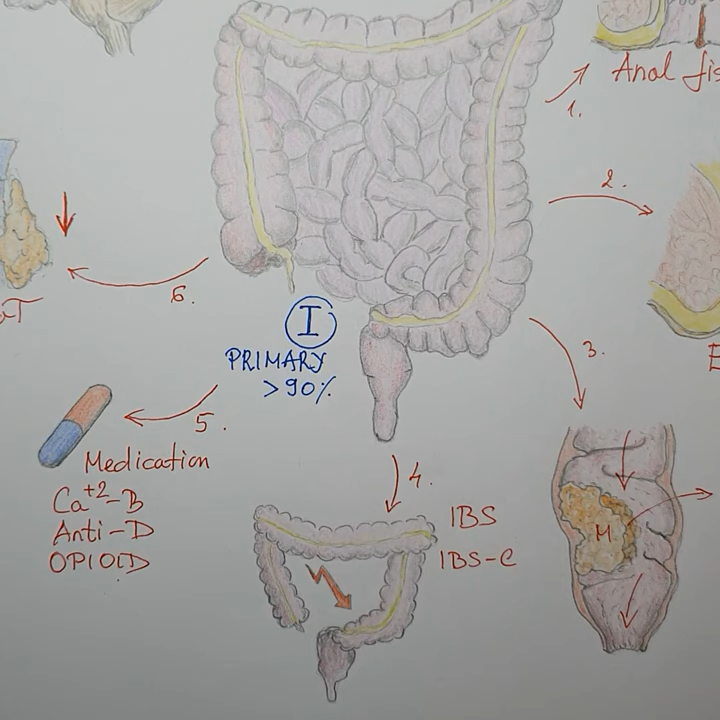 Anal fis
1.
2.
6.
I
PRIMARY
>90%
3.
5.
Medication
Ca+2-B
Anti-D
OPIOID
4.
IBS
IBS-C
M